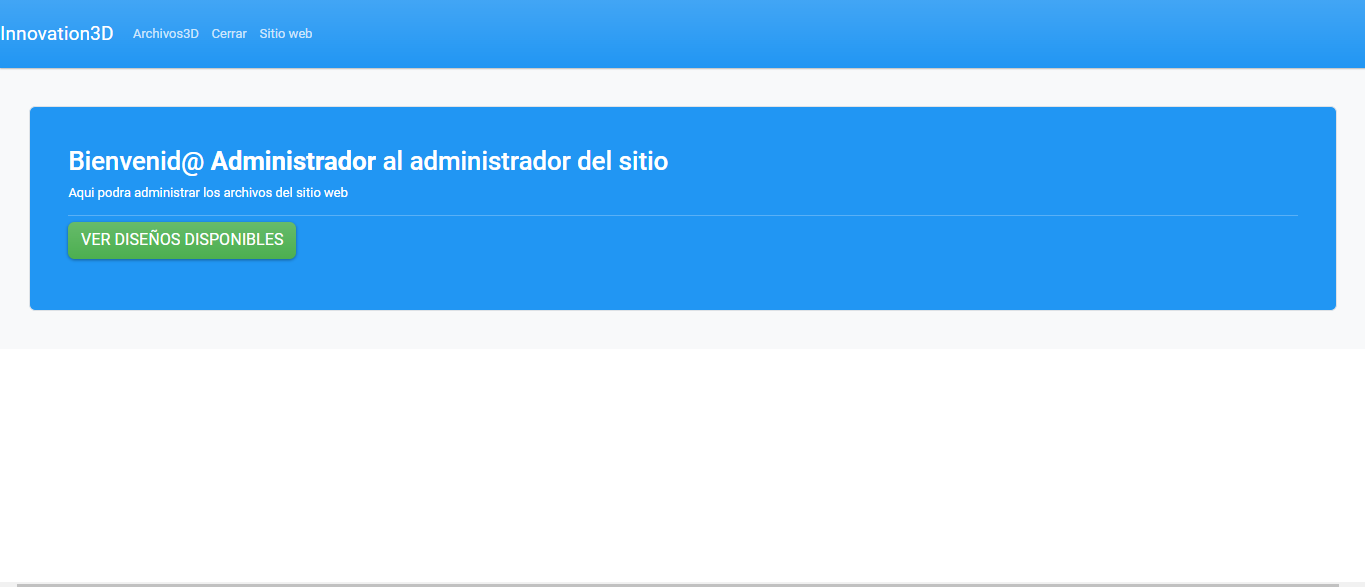 Innovation3D Archivos3D Cerrar Sitio web
Bienvenid@ Administrador al administrador del sitio
Aqui podra administrar los archivos del sitio web
VER DISEÑOS DISPONIBLES